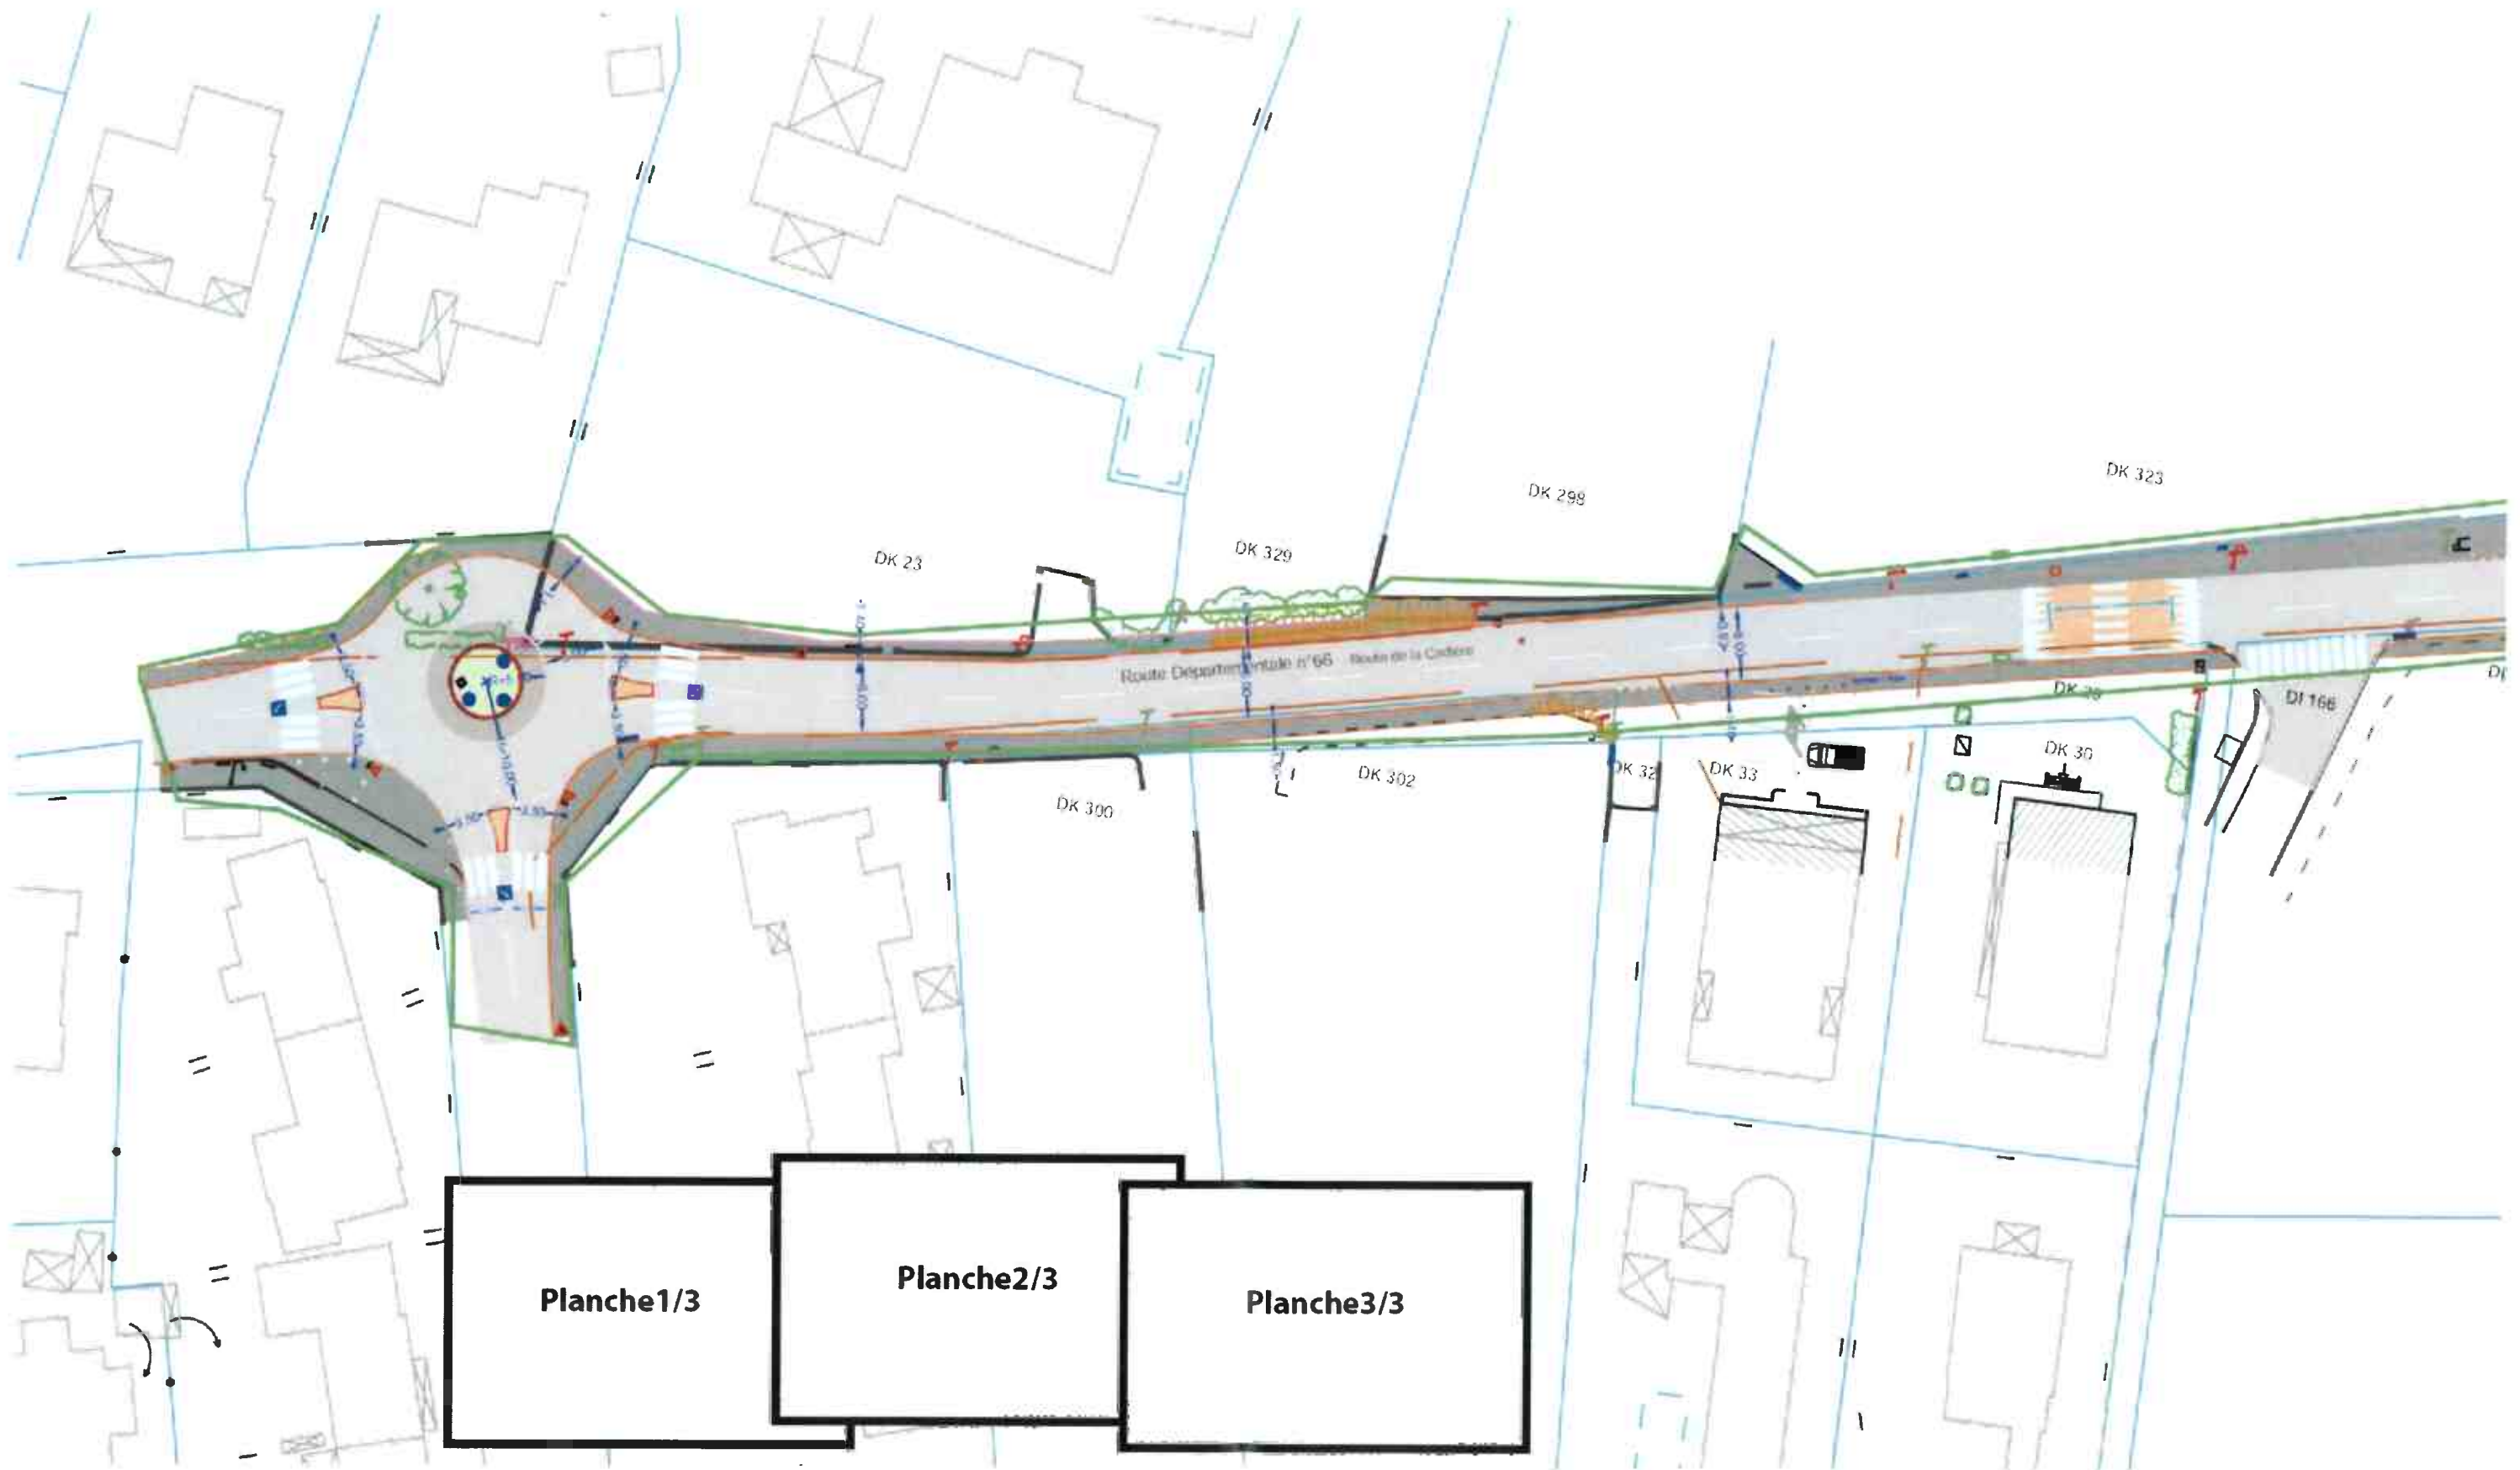 DK 323
DK 298
DK 329
DK 23
Route Départementale n°66 Route de la Cadière
DI 166
DK 30
DK 32
DK 33
DK 302
DK 300
Planche1/3
Planche2/3
Planche3/3